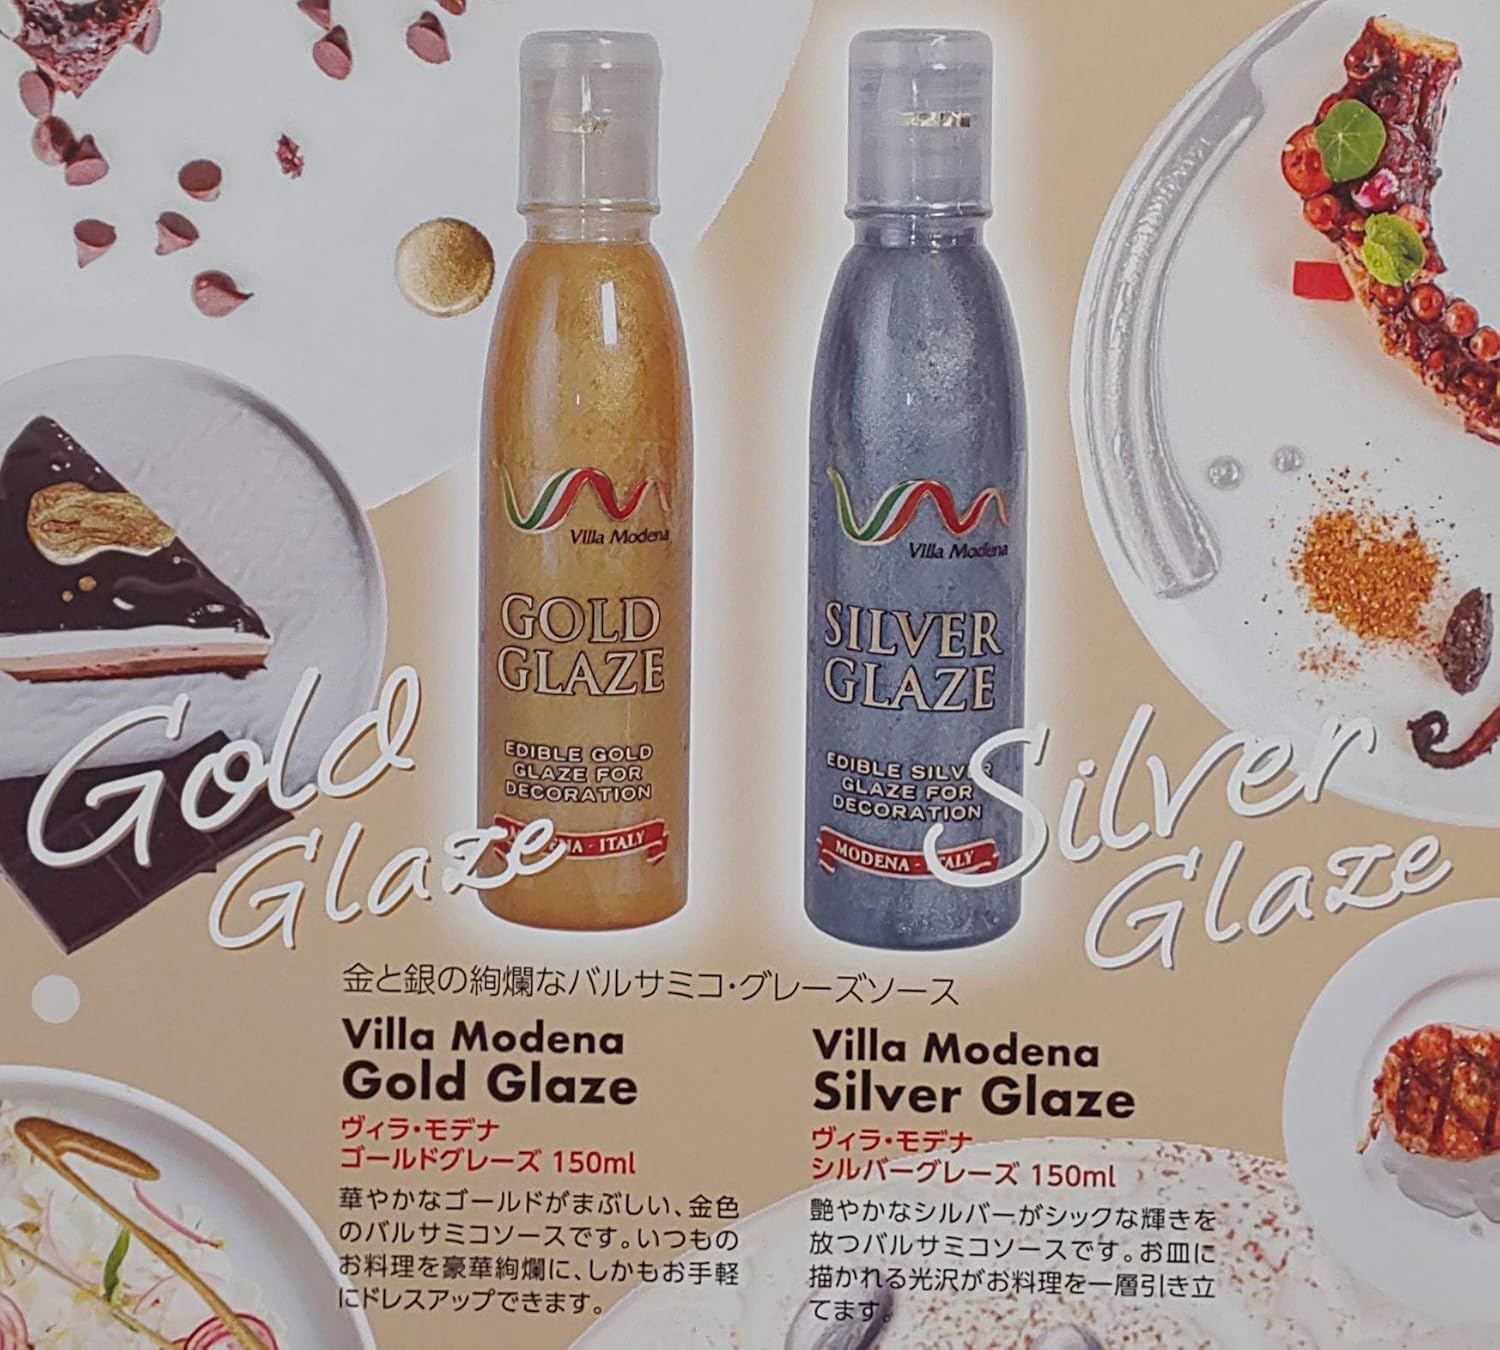 Villa Modena
GOLD
GLAZE
EDIBLE GOLD
GLAZE FOR
DECORATION
ITALY
Villa Modena
SILVER
GLAZE
EDIBLE SILVER
GLAZE FOR
DECORATION
MODENA - ITALY
Gold
Glaze
Silver
Glaze
金と銀の絢爛なバルサミコ・グレーズソース
Villa Modena
Gold Glaze
ヴィラ・モデナ
ゴールドグレーズ 150ml
華やかなゴールドがまぶしい、金色
のバルサミコソースです。いつもの
お料理を豪華絢爛に、しかもお手軽
にドレスアップできます。
Villa Modena
Silver Glaze
ヴィラ・モデナ
シルバーグレーズ 150ml
艶やかなシルバーがシックな輝きを
放つバルサミコソースです。お皿に
描かれる光沢がお料理を一層引き立
てます。